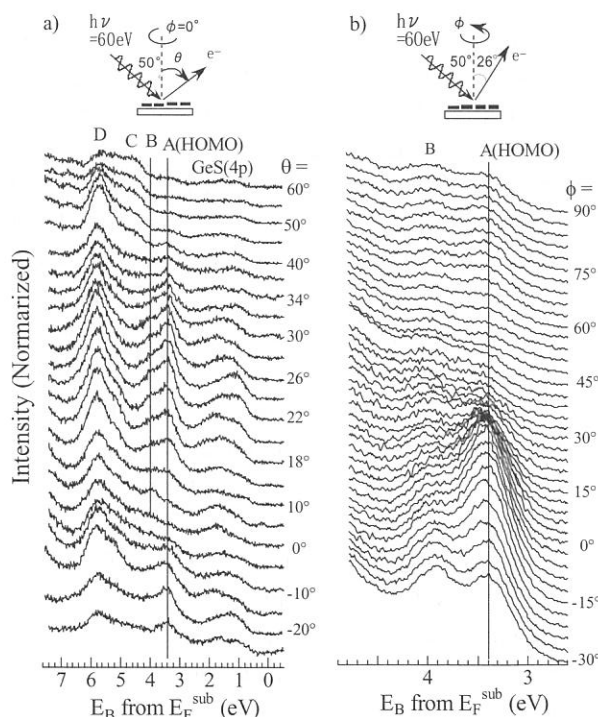 a)
hν
=60eV
50°
ϕ=0°
θ
e-
D C B A(HOMO)
GeS(4p) θ =
60°
50°
40°
34°
30°
26°
22°
18°
10°
0°
-10°
-20°
Intensity (Normarized)
7 6 5 4 3 2 1 0
E_B from E_F^sub (eV)
b)
hν
=60eV
ϕ
50° 26°
e-
B A(HOMO)
ϕ =
90°
75°
60°
45°
30°
15°
0°
-15°
-30°
4 3
E_B from E_F^sub (eV)